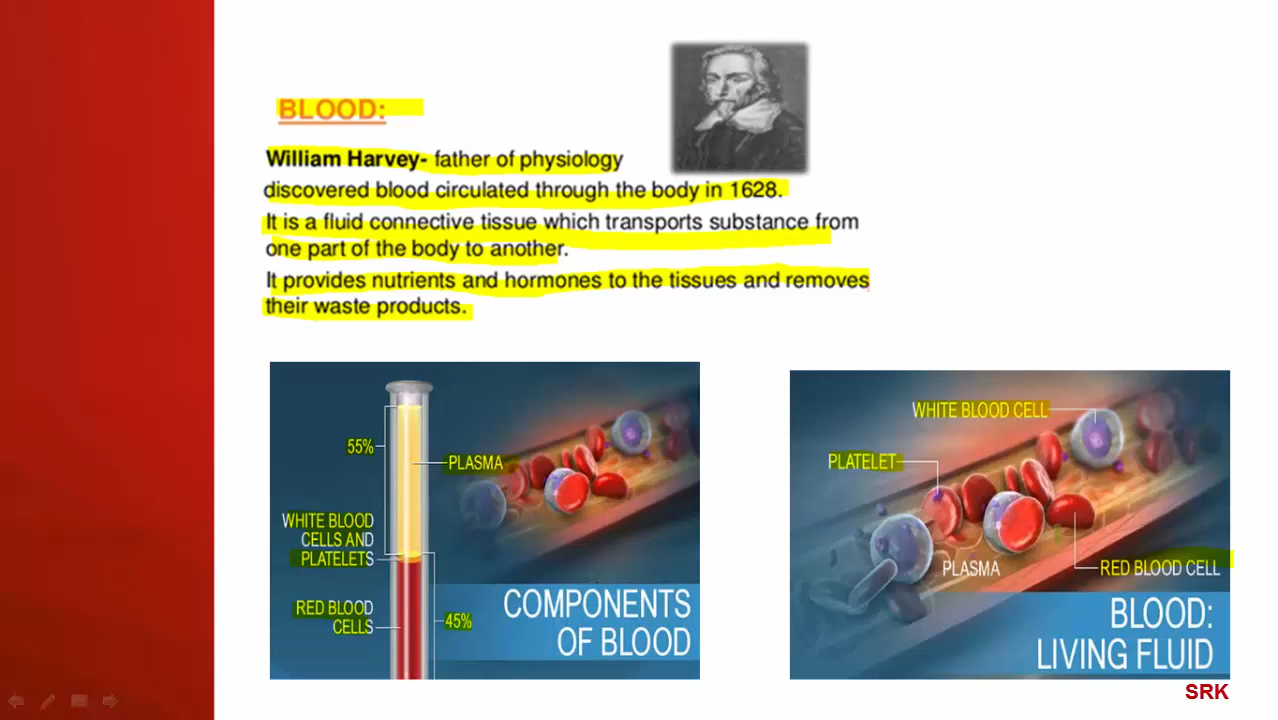 BLOOD:
William Harvey- father of physiology
discovered blood circulated through the body in 1628.
It is a fluid connective tissue which transports substance from
one part of the body to another.
It provides nutrients and hormones to the tissues and removes
their waste products.
55%
PLASMA
WHITE BLOOD
CELLS AND
PLATELETS
RED BLOOD
CELLS
45%
COMPONENTS
OF BLOOD
WHITE BLOOD CELL
PLATELET
PLASMA
RED BLOOD CELL
BLOOD:
LIVING FLUID
SRK